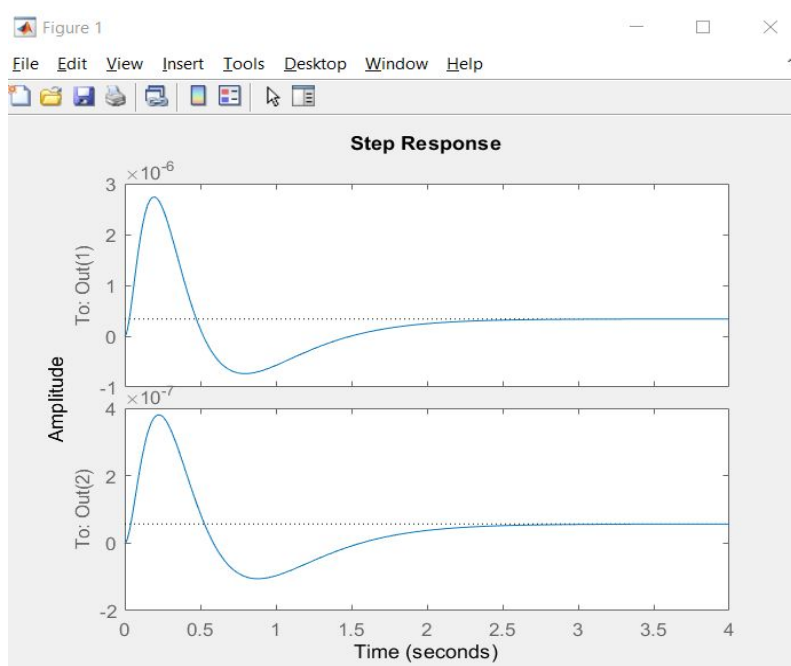 Figure 1
File Edit View Insert Tools Desktop Window Help
Step Response
×10-6
3
2
1
0
-1
To: Out(1)
Amplitude
×10-7
4
2
0
-2
To: Out(2)
0 0.5 1 1.5 2 2.5 3 3.5 4
Time (seconds)